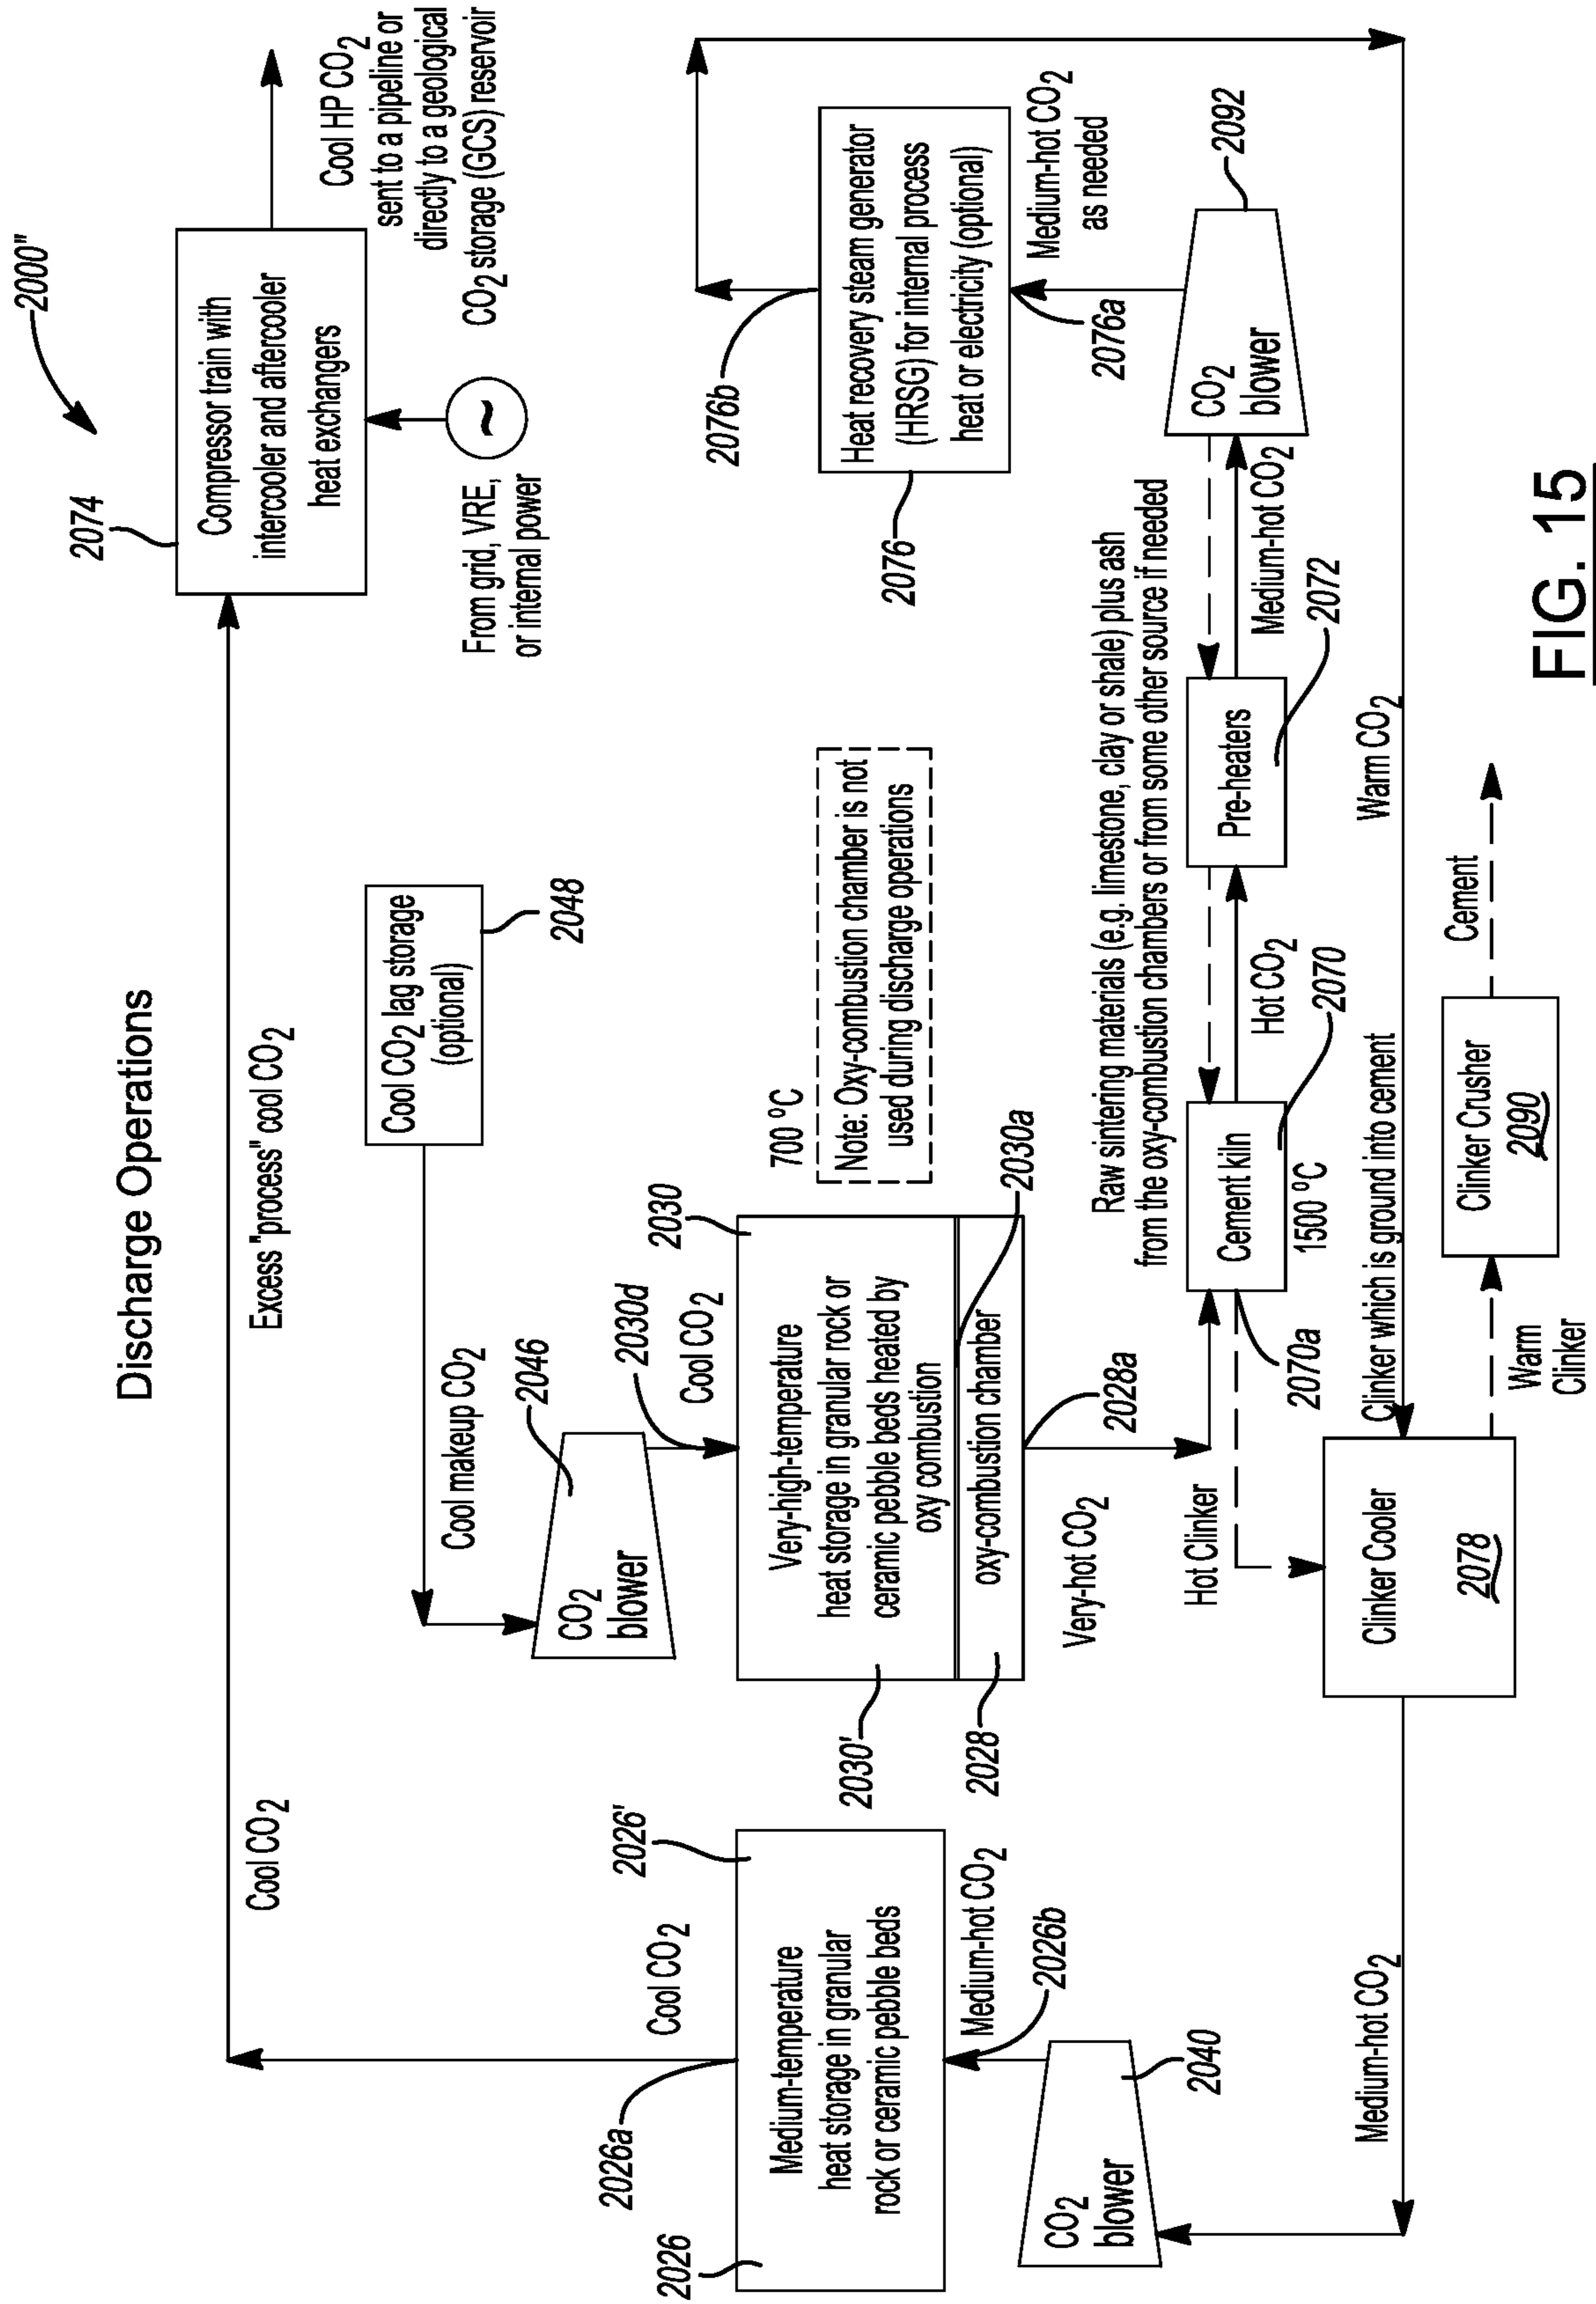 Discharge Operations
2000"
Cool CO2
Excess "process" cool CO2
2074
Compressor train with
intercooler and aftercooler
heat exchangers
Cool HP CO2
sent to a pipeline or
directly to a geological
CO2 storage (GCS) reservoir
From grid, VRE,
or internal power
~
Cool makeup CO2
Cool CO2 lag storage
(optional)
2048
2046
CO2
blower
2030d
Cool CO2
2030
Very-high-temperature
heat storage in granular rock or
ceramic pebble beds heated by
oxy combustion
oxy-combustion chamber
2030'
2028
2030a
2028a
Very-hot CO2
700 ºC
Note: Oxy-combustion chamber is not
used during discharge operations
2026a
Cool CO2
2026'
2026
Medium-temperature
heat storage in granular
rock or ceramic pebble beds
Medium-hot CO2
2026b
CO2
blower
2040
Medium-hot CO2
2076b
Heat recovery steam generator
(HRSG) for internal process
heat or electricity (optional)
2076
2076a
Medium-hot CO2
as needed
CO2
blower
2092
Raw sintering materials (e.g. limestone, clay or shale) plus ash
from the oxy-combustion chambers or from some other source if needed
Hot Clinker
Cement kiln
1500 ºC
2070
2070a
Hot CO2
Pre-heaters
2072
Medium-hot CO2
Clinker which is ground into cement
Warm CO2
Clinker Cooler
2078
Warm
Clinker
Clinker Crusher
2090
Cement
FIG. 15